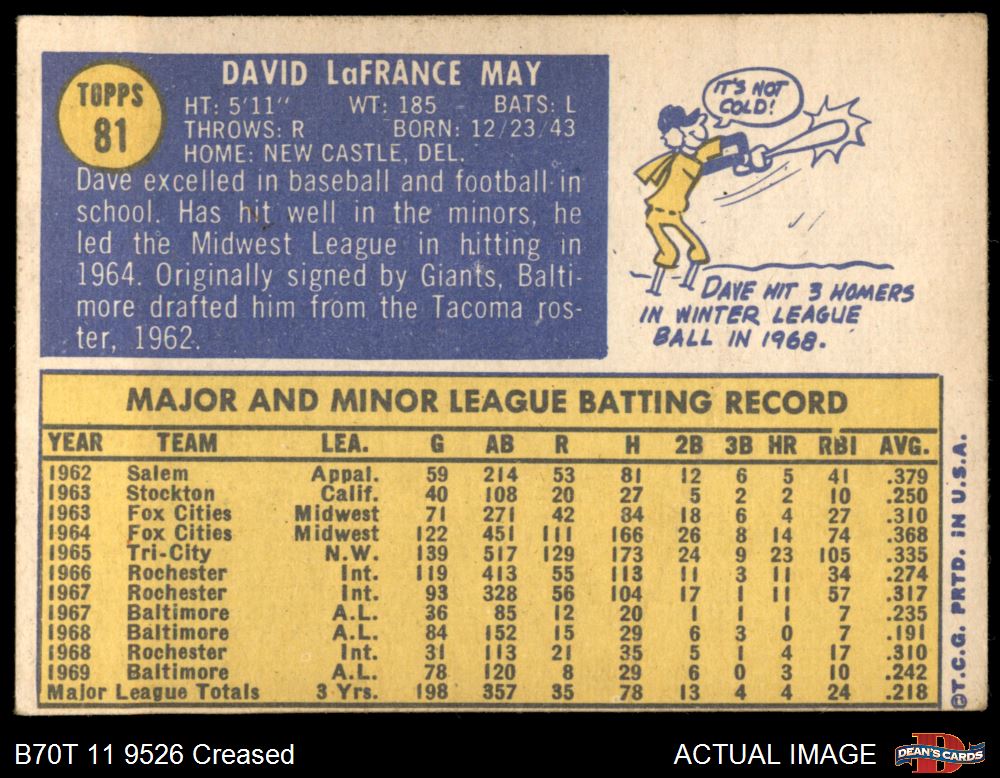 TOPPS
81
DAVID LaFRANCE MAY
HT: 5'11" WT: 185 BATS: L
THROWS: R BORN: 12/23/43
HOME: NEW CASTLE, DEL.
Dave excelled in baseball and football in
school. Has hit well in the minors, he
led the Midwest League in hitting in
1964. Originally signed by Giants, Balti-
more drafted him from the Tacoma ros-
ter, 1962.
IT'S NOT
COLD!
DAVE HIT 3 HOMERS
IN WINTER LEAGUE
BALL IN 1968.
MAJOR AND MINOR LEAGUE BATTING RECORD
YEAR TEAM LEA. G AB R H 2B 3B HR RBI AVG.
1962 Salem Appal. 59 214 53 81 12 6 5 41 .379
1963 Stockton Calif. 40 108 20 27 5 2 2 10 .250
1963 Fox Cities Midwest 71 271 42 84 18 6 4 27 .310
1964 Fox Cities Midwest 122 451 111 166 26 8 14 74 .368
1965 Tri-City N.W. 139 517 129 173 24 9 23 105 .335
1966 Rochester Int. 119 413 55 113 11 3 11 34 .274
1967 Rochester Int. 93 328 56 104 17 1 11 57 .317
1967 Baltimore A.L. 36 85 12 20 1 1 1 7 .235
1968 Baltimore A.L. 84 152 15 29 6 3 0 7 .191
1968 Rochester Int. 31 113 21 35 5 1 4 17 .310
1969 Baltimore A.L. 78 120 8 29 6 0 3 10 .242
Major League Totals 3 Yrs. 198 357 35 78 13 4 4 24 .218
©T.C.G. PRTD. IN U.S.A.
B70T 11 9526 Creased
ACTUAL IMAGE
DEAN'S CARDS